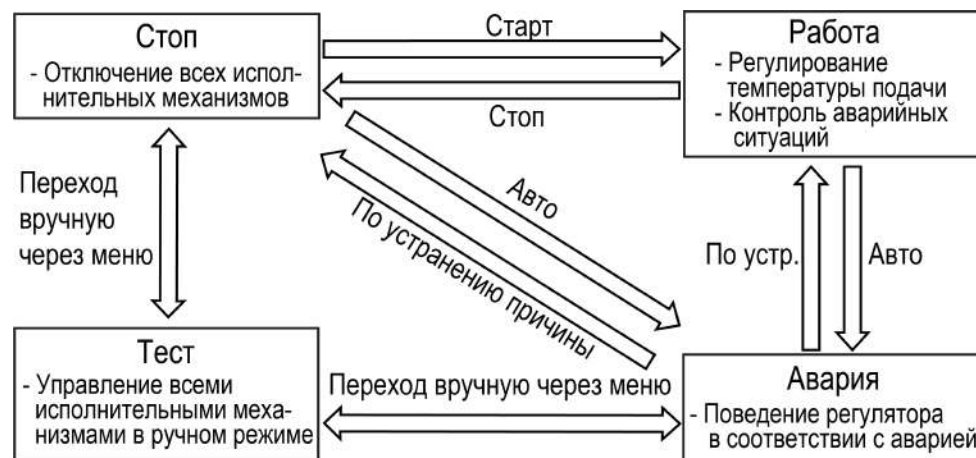 Стоп
- Отключение всех испол-
нительных механизмов
Старт
Стоп
Работа
- Регулирование
температуры подачи
- Контроль аварийных
ситуаций
Переход
вручную
через меню
Авто
По устранению причины
По устр.
Авто
Тест
- Управление всеми
исполнительными меха-
низмами в ручном режиме
Переход вручную через меню
Авария
- Поведение регулятора
в соответствии с аварией